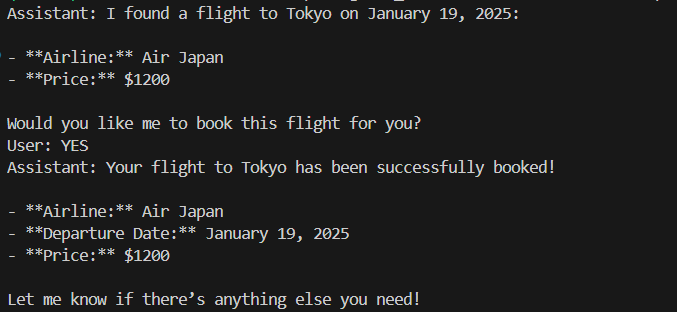 Assistant: I found a flight to Tokyo on January 19, 2025:
- **Airline:** Air Japan
- **Price:** $1200
Would you like me to book this flight for you?
User: YES
Assistant: Your flight to Tokyo has been successfully booked!
- **Airline:** Air Japan
- **Departure Date:** January 19, 2025
- **Price:** $1200
Let me know if there’s anything else you need!